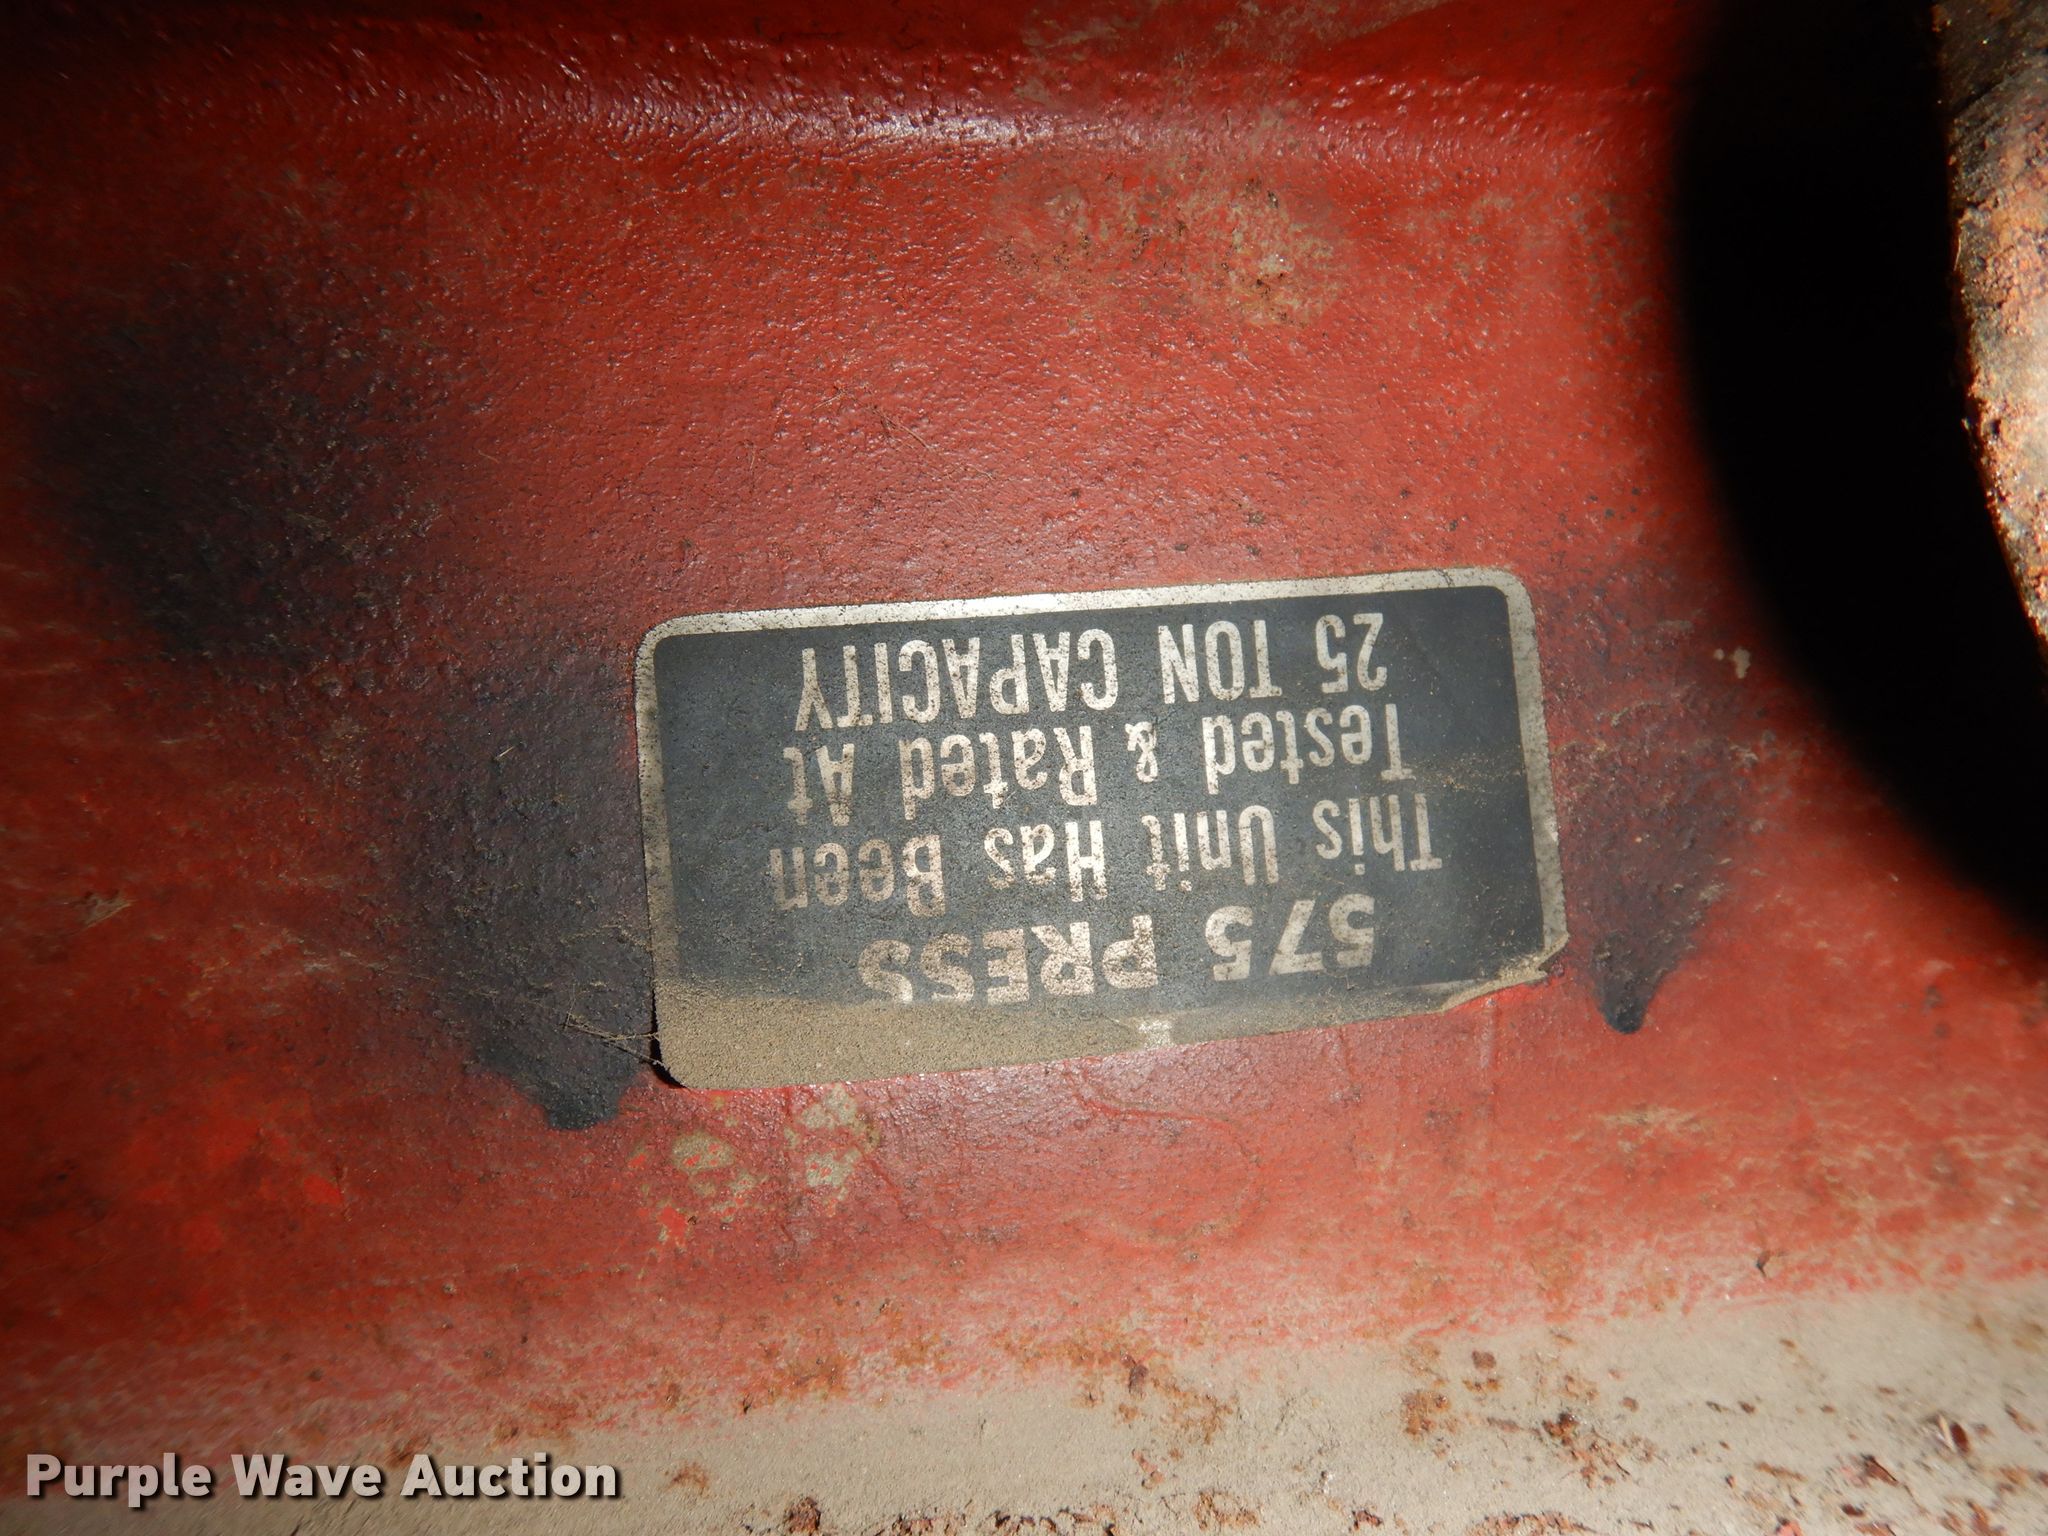 575 PRESS
This Unit Has Been
Tested & Rated At
25 TON CAPACITY
Purple Wave Auction